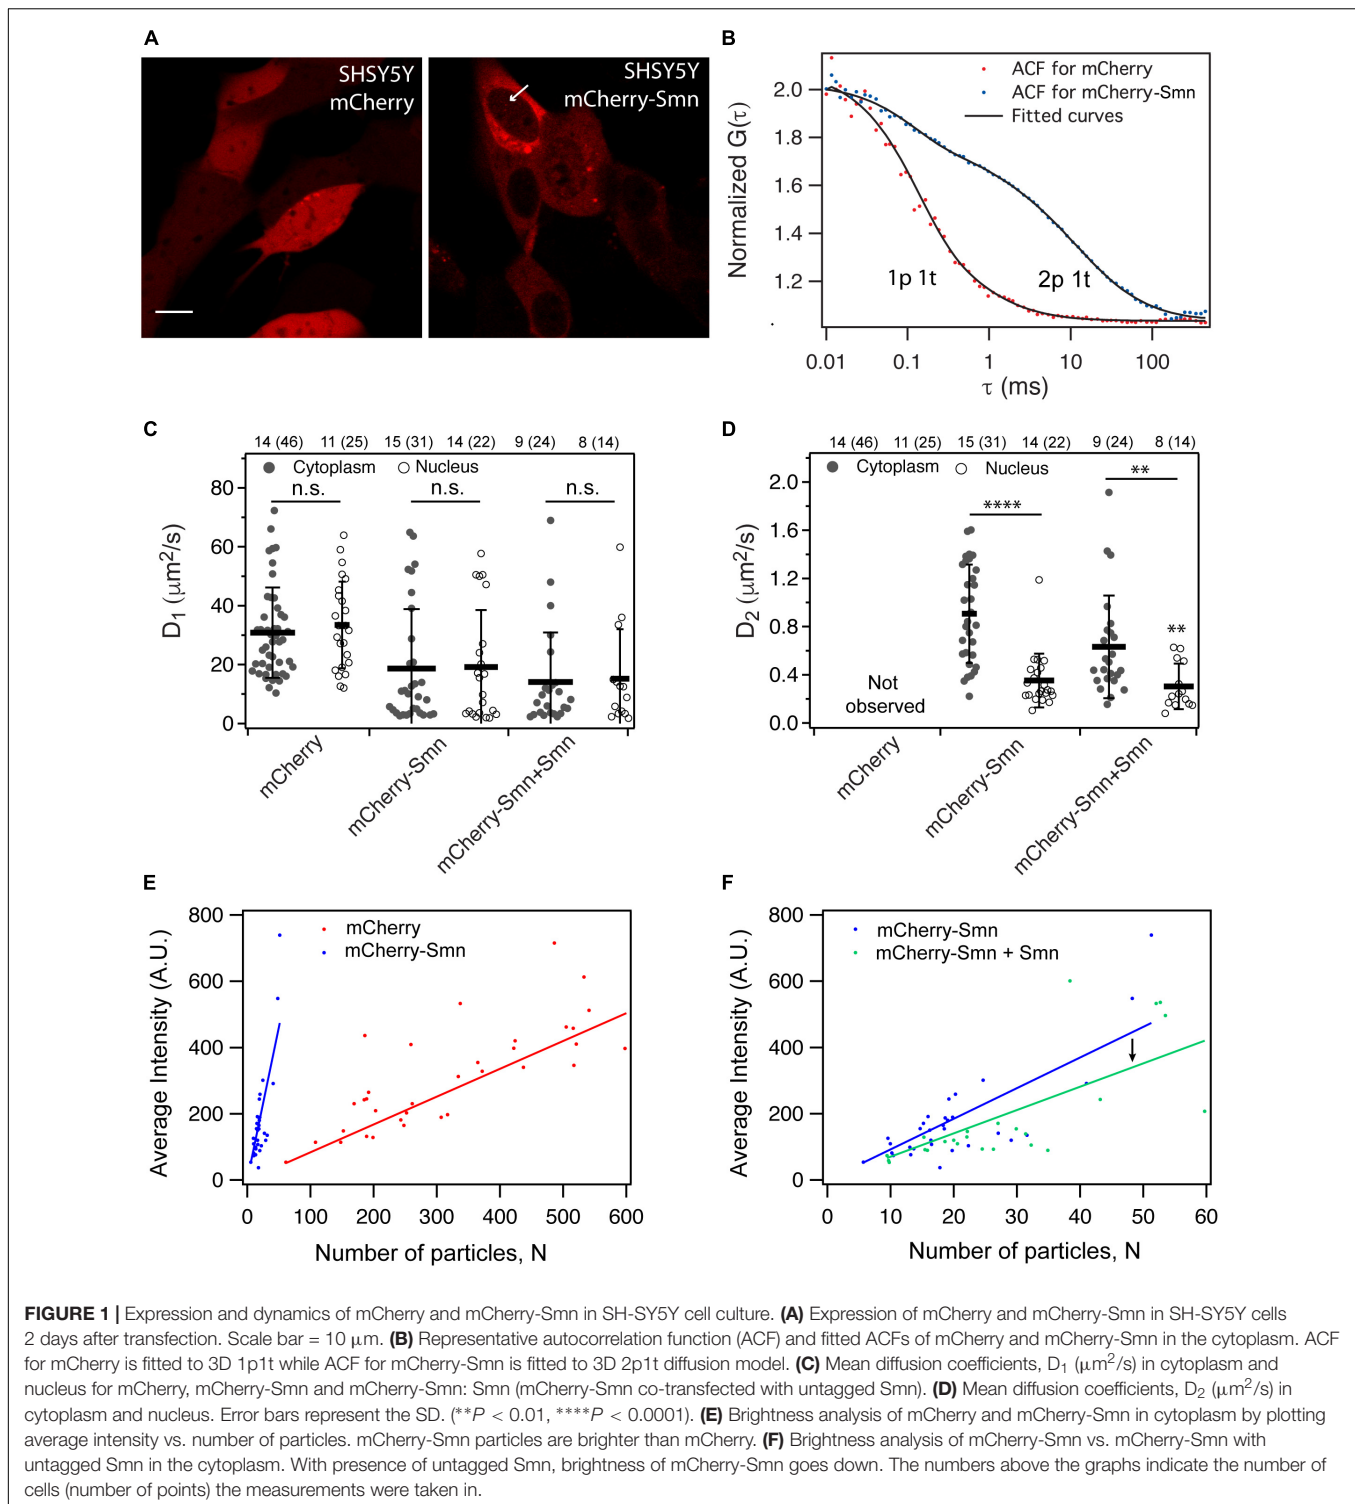 A
SHSY5Y
mCherry
SHSY5Y
mCherry-Smn
B
ACF for mCherry
ACF for mCherry-Smn
Fitted curves
Normalized G(τ)
2.0
1.8
1.6
1.4
1.2
1p 1t
2p 1t
0.01
0.1
1
10
100
τ (ms)
C
14 (46)
11 (25)
15 (31)
14 (22)
9 (24)
8 (14)
Cytoplasm
Nucleus
n.s.
n.s.
n.s.
D₁ (μm²/s)
80
60
40
20
0
mCherry
mCherry-Smn
mCherry-Smn+Smn
D
14 (46)
11 (25)
15 (31)
14 (22)
9 (24)
8 (14)
Cytoplasm
Nucleus
**
****
**
D₂ (μm²/s)
2.0
1.6
1.2
0.8
0.4
0.0
Not
observed
mCherry
mCherry-Smn
mCherry-Smn+Smn
E
mCherry
mCherry-Smn
Average Intensity (A.U.)
800
600
400
200
0
0
100
200
300
400
500
600
Number of particles, N
F
mCherry-Smn
mCherry-Smn + Smn
Average Intensity (A.U.)
800
600
400
200
0
0
10
20
30
40
50
60
Number of particles, N
FIGURE 1 | Expression and dynamics of mCherry and mCherry-Smn in SH-SY5Y cell culture. (A) Expression of mCherry and mCherry-Smn in SH-SY5Y cells
2 days after transfection. Scale bar = 10 μm. (B) Representative autocorrelation function (ACF) and fitted ACFs of mCherry and mCherry-Smn in the cytoplasm. ACF
for mCherry is fitted to 3D 1p1t while ACF for mCherry-Smn is fitted to 3D 2p1t diffusion model. (C) Mean diffusion coefficients, D₁ (μm²/s) in cytoplasm and
nucleus for mCherry, mCherry-Smn and mCherry-Smn: Smn (mCherry-Smn co-transfected with untagged Smn). (D) Mean diffusion coefficients, D₂ (μm²/s) in
cytoplasm and nucleus. Error bars represent the SD. (**P < 0.01, ****P < 0.0001). (E) Brightness analysis of mCherry and mCherry-Smn in cytoplasm by plotting
average intensity vs. number of particles. mCherry-Smn particles are brighter than mCherry. (F) Brightness analysis of mCherry-Smn vs. mCherry-Smn with
untagged Smn in the cytoplasm. With presence of untagged Smn, brightness of mCherry-Smn goes down. The numbers above the graphs indicate the number of
cells (number of points) the measurements were taken in.